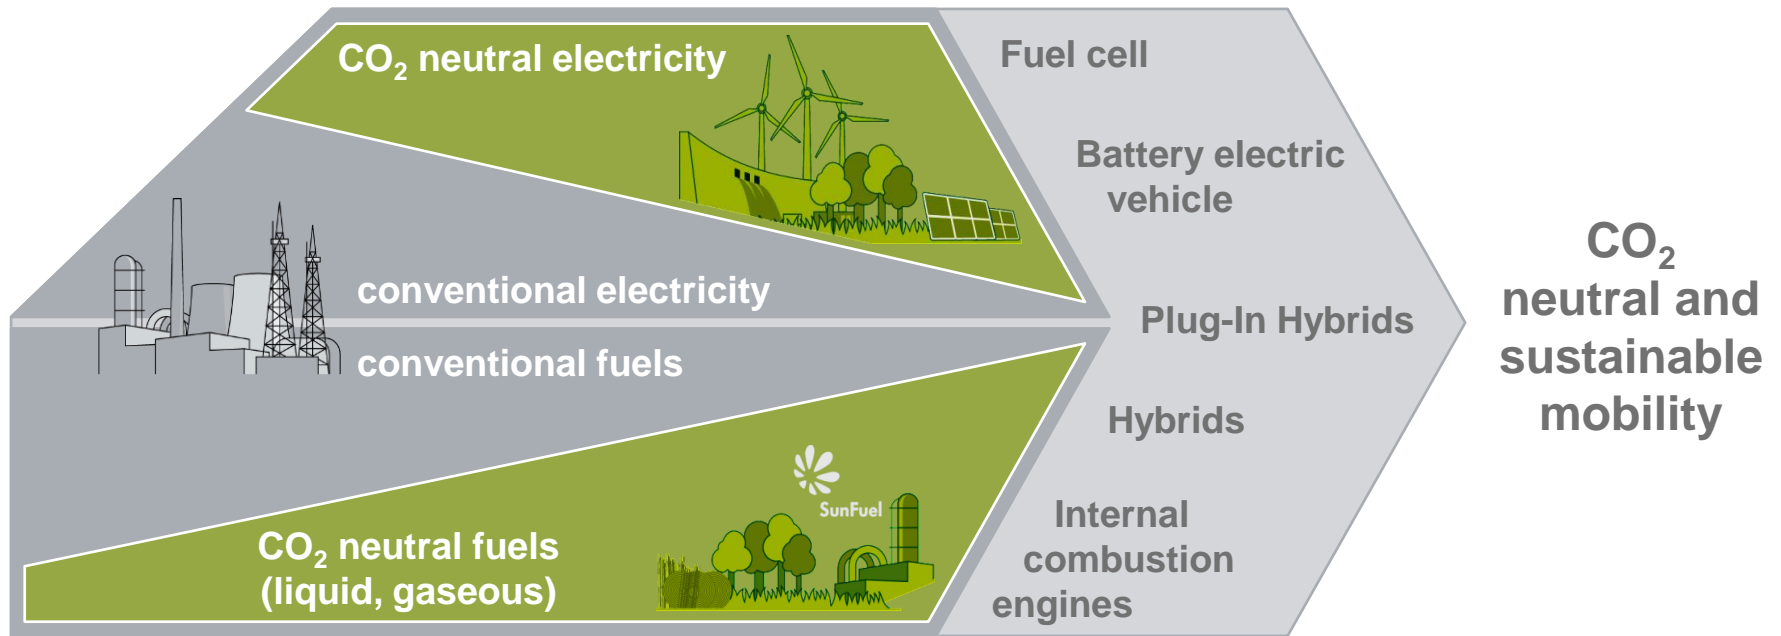 CO₂ neutral electricity
conventional electricity
conventional fuels
SunFuel
CO₂ neutral fuels
(liquid, gaseous)
Fuel cell
Battery electric
vehicle
Plug-In Hybrids
Hybrids
Internal
combustion
engines
CO₂
neutral and
sustainable
mobility